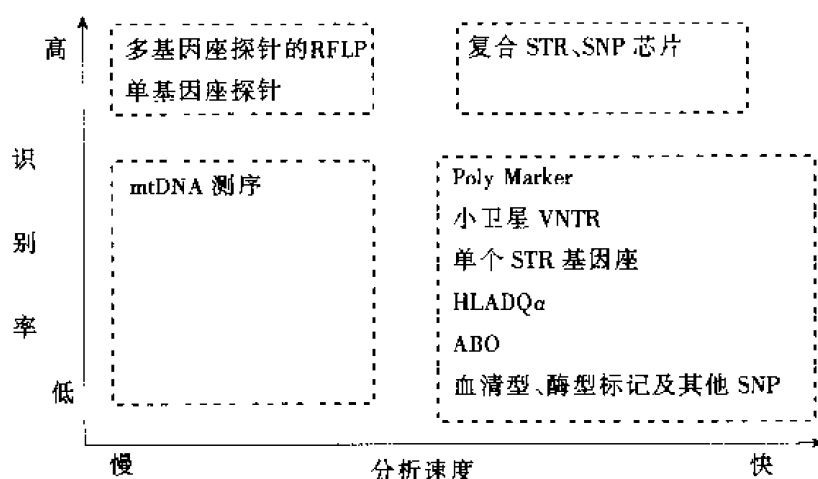 高
多基因座探针的RFLP
单基因座探针
复合 STR、SNP 芯片
识
别
率
mtDNA 测序
Poly Marker
小卫星 VNTR
单个 STR 基因座
HLADQα
ABO
血清型、酶型标记及其他 SNP
低
慢
分析速度
快